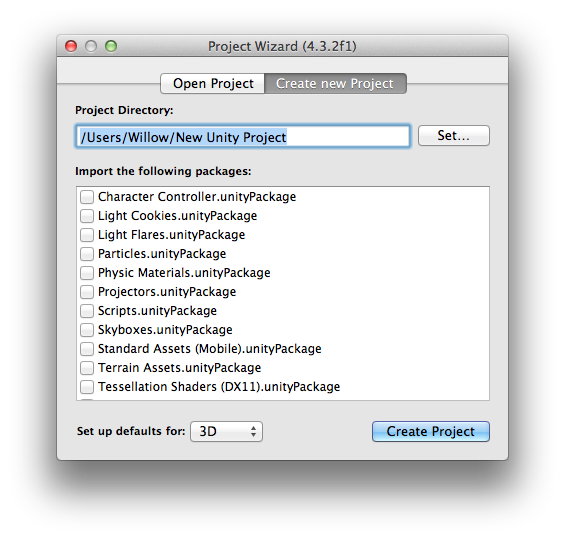 Project Wizard (4.3.2f1)
Open Project Create new Project
Project Directory:
/Users/Willow/New Unity Project Set...
Import the following packages:
Character Controller.unityPackage
Light Cookies.unityPackage
Light Flares.unityPackage
Particles.unityPackage
Physic Materials.unityPackage
Projectors.unityPackage
Scripts.unityPackage
Skyboxes.unityPackage
Standard Assets (Mobile).unityPackage
Terrain Assets.unityPackage
Tessellation Shaders (DX11).unityPackage
Set up defaults for: 3D Create Project